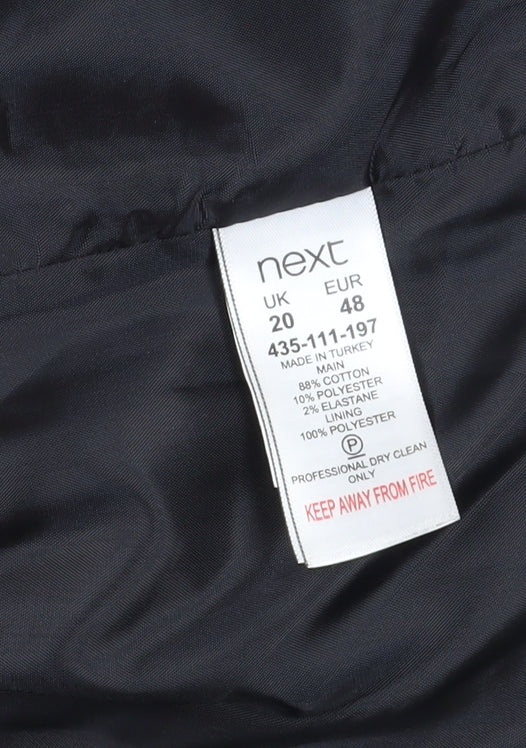 next
UK EUR
20 48
435-111-197
MADE IN TURKEY
MAIN
88% COTTON
10% POLYESTER
2% ELASTANE
LINING
100% POLYESTER
P
PROFESSIONAL DRY CLEAN
ONLY
KEEP AWAY FROM FIRE